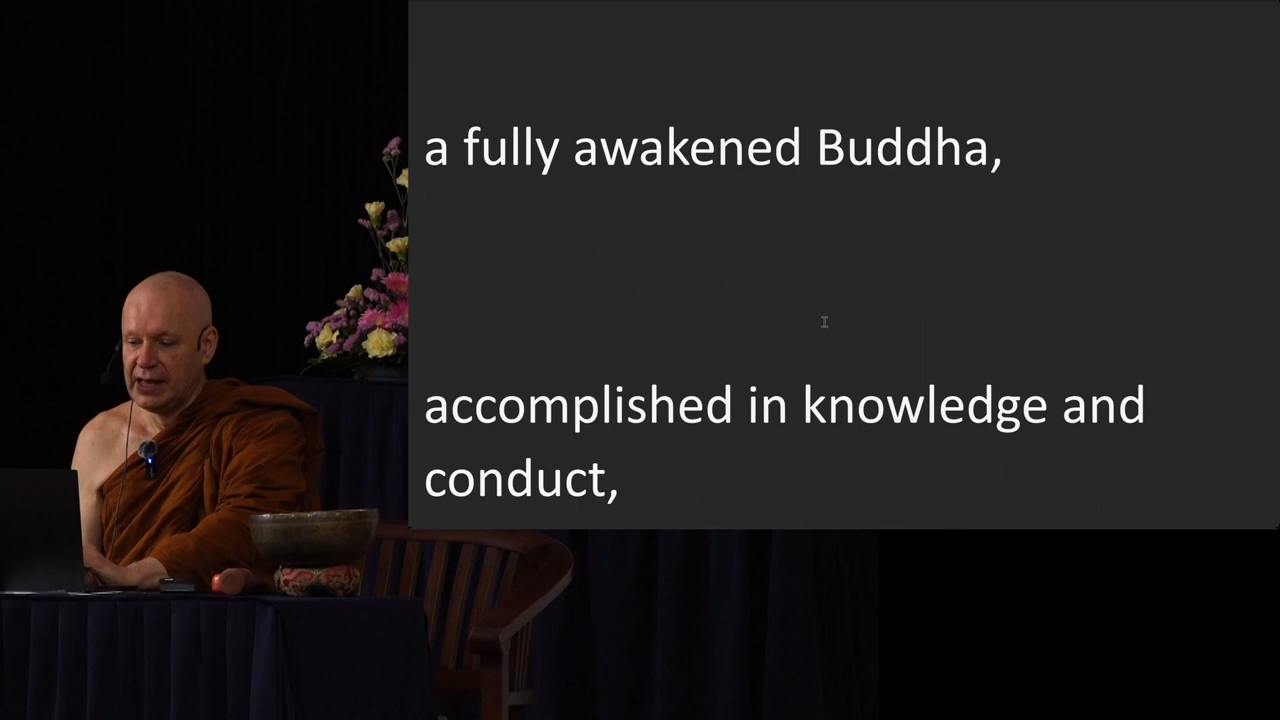 a fully awakened Buddha,
accomplished in knowledge and
conduct,